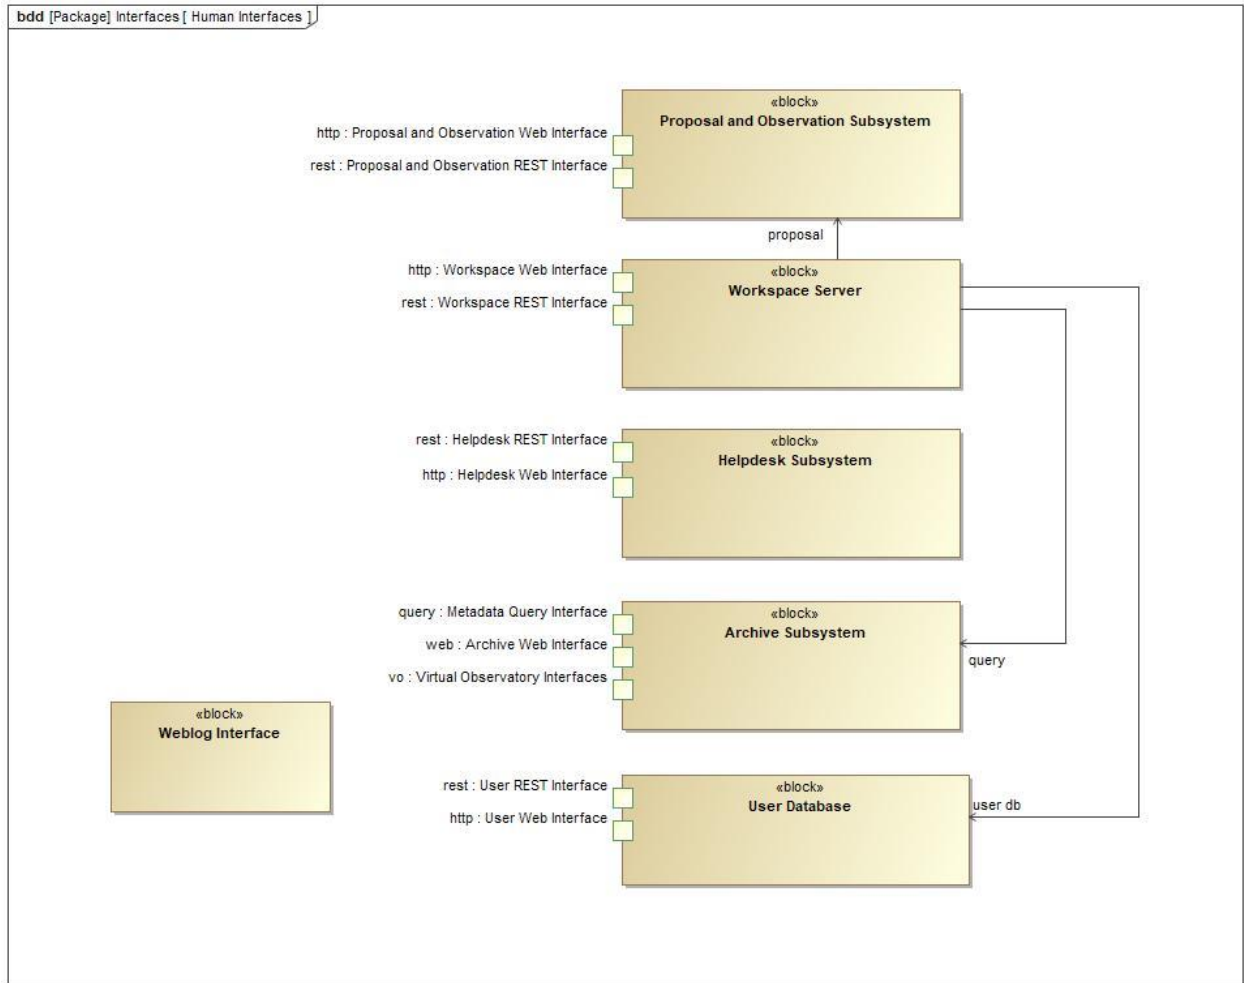 bdd [Package] Interfaces [ Human Interfaces ]
«block»
Proposal and Observation Subsystem
http : Proposal and Observation Web Interface
rest : Proposal and Observation REST Interface
proposal
«block»
Workspace Server
http : Workspace Web Interface
rest : Workspace REST Interface
«block»
Helpdesk Subsystem
rest : Helpdesk REST Interface
http : Helpdesk Web Interface
«block»
Archive Subsystem
query : Metadata Query Interface
web : Archive Web Interface
vo : Virtual Observatory Interfaces
query
«block»
Weblog Interface
«block»
User Database
rest : User REST Interface
http : User Web Interface
user db